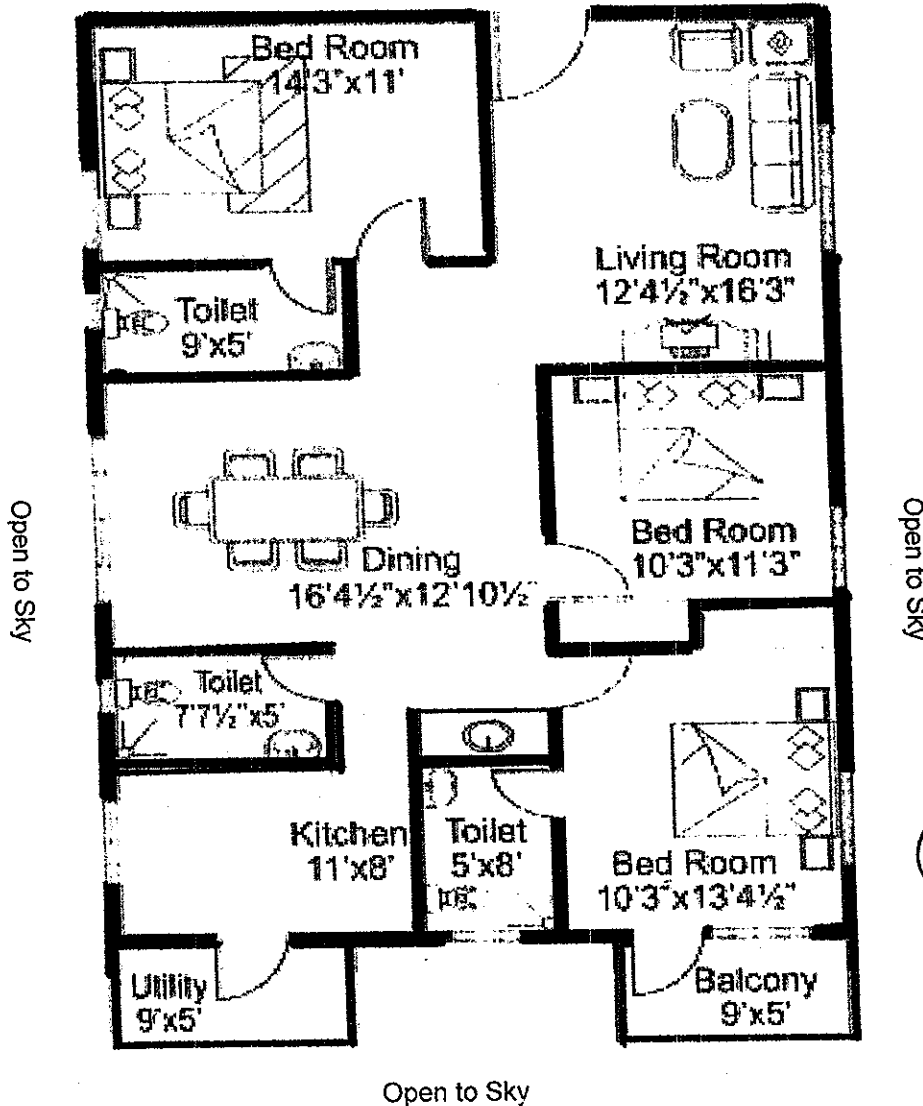 Bed Room
14'3"x11'
Living Room
12'4½"x16'3"
Toilet
9'x5'
Bed Room
10'3"x11'3"
Dining
16'4½"x12'10½"
Open to Sky
Open to Sky
Toilet
7'7½"x5'
Kitchen
11'x8'
Toilet
5'x8'
Bed Room
10'3"x13'4½"
Utility
9'x5'
Balcony
9'x5'
Open to Sky